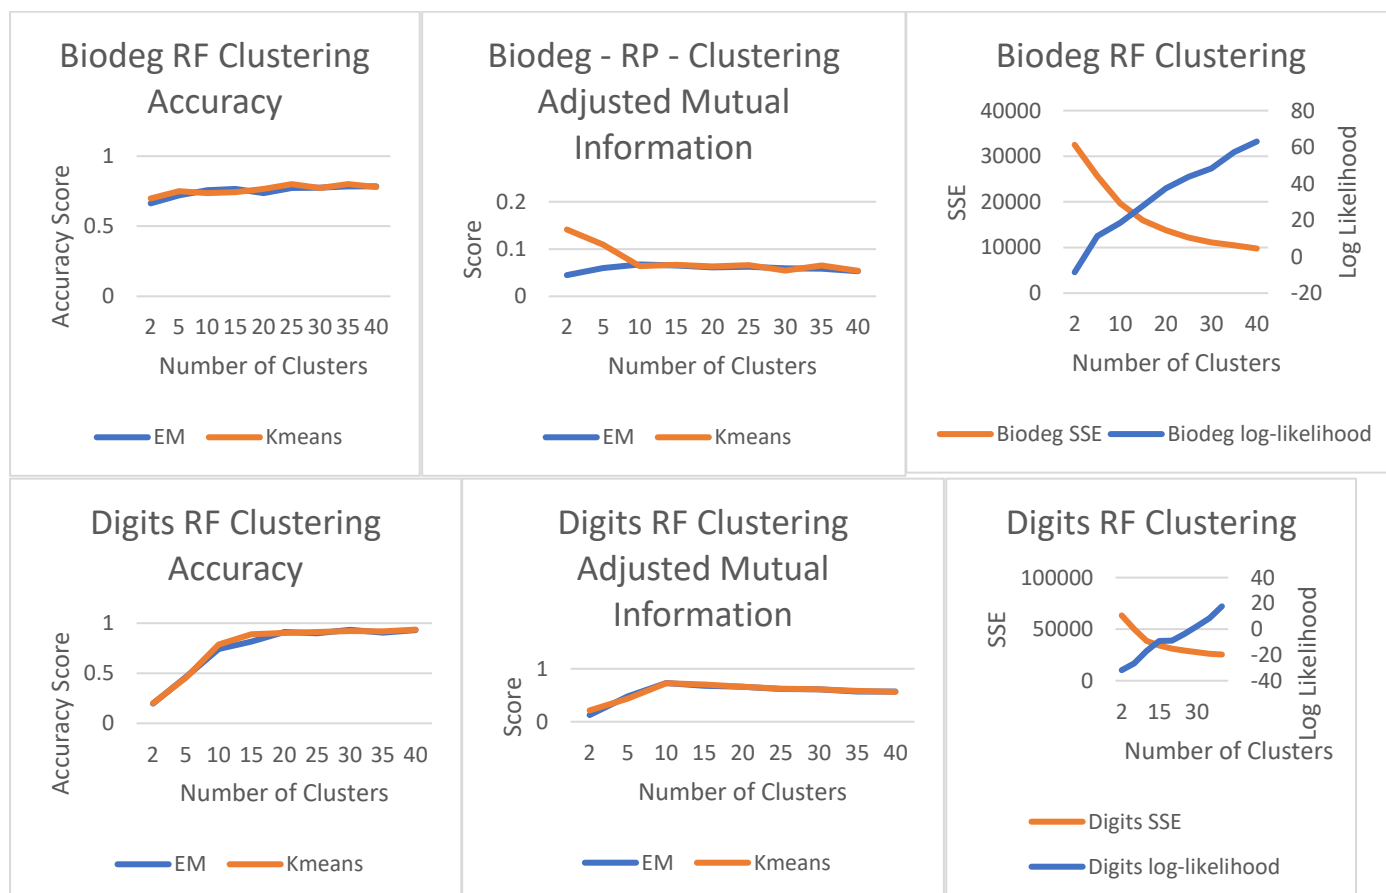 Biodeg RF Clustering
Accuracy
Accuracy Score
1
0.5
0
2 5 10 15 20 25 30 35 40
Number of Clusters
EM Kmeans
Biodeg - RP - Clustering
Adjusted Mutual
Information
Score
0.2
0.1
0
2 5 10 15 20 25 30 35 40
Number of Clusters
EM Kmeans
Biodeg RF Clustering
SSE
40000
30000
20000
10000
0
80
60
40
20
0
-20
Log Likelihood
2 10 20 30 40
Number of Clusters
Biodeg SSE Biodeg log-likelihood
Digits RF Clustering
Accuracy
Accuracy Score
1
0.5
0
2 5 10 15 20 25 30 35 40
Number of Clusters
EM Kmeans
Digits RF Clustering
Adjusted Mutual
Information
Score
1
0
2 5 10 15 20 25 30 35 40
Number of Clusters
EM Kmeans
Digits RF Clustering
SSE
100000
50000
0
40
20
0
-20
-40
Log Likelihood
2 15 30
Number of Clusters
Digits SSE
Digits log-likelihood